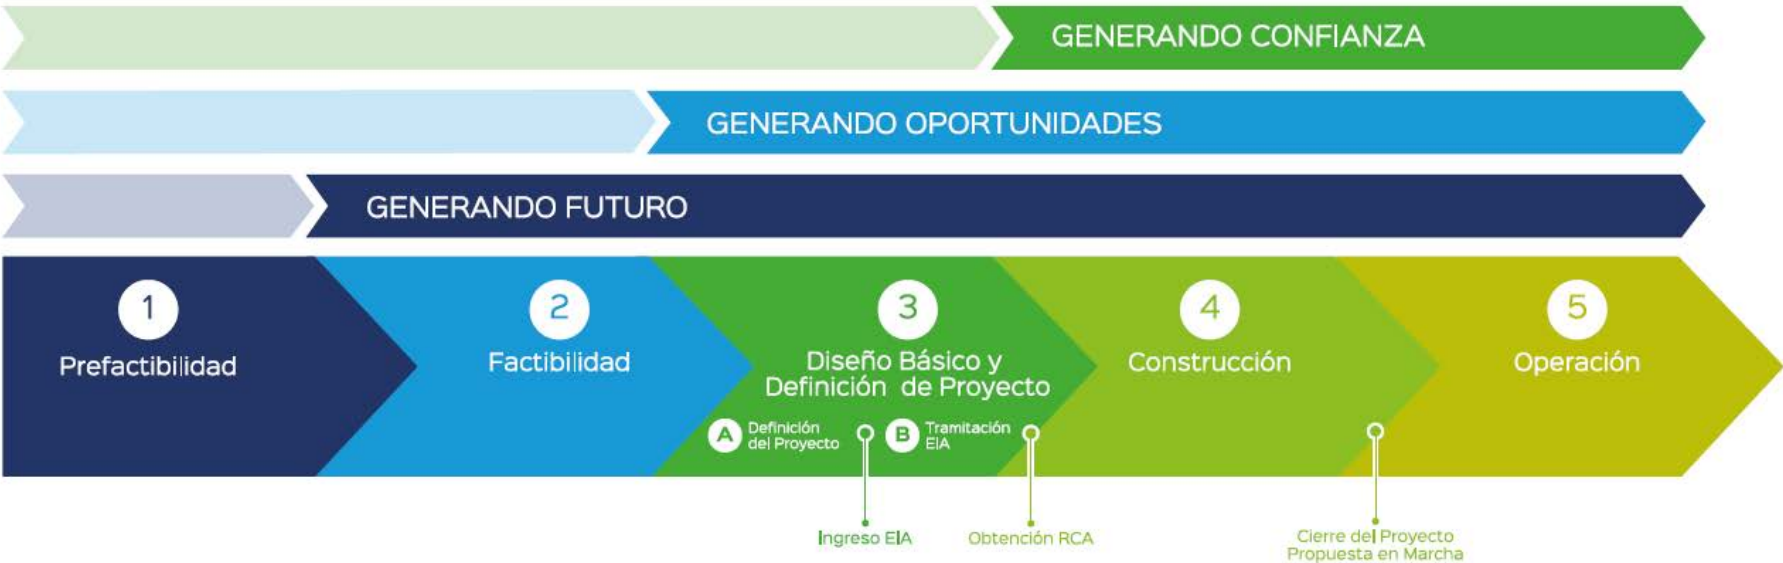 GENERANDO CONFIANZA
GENERANDO OPORTUNIDADES
GENERANDO FUTURO
1
Prefactibilidad
2
Factibilidad
3
Diseño Básico y
Definición de Proyecto
A
Definición
del Proyecto
B
Tramitación
EIA
4
Construcción
5
Operación
Ingreso EIA
Obtención RCA
Cierre del Proyecto
Propuesta en Marcha